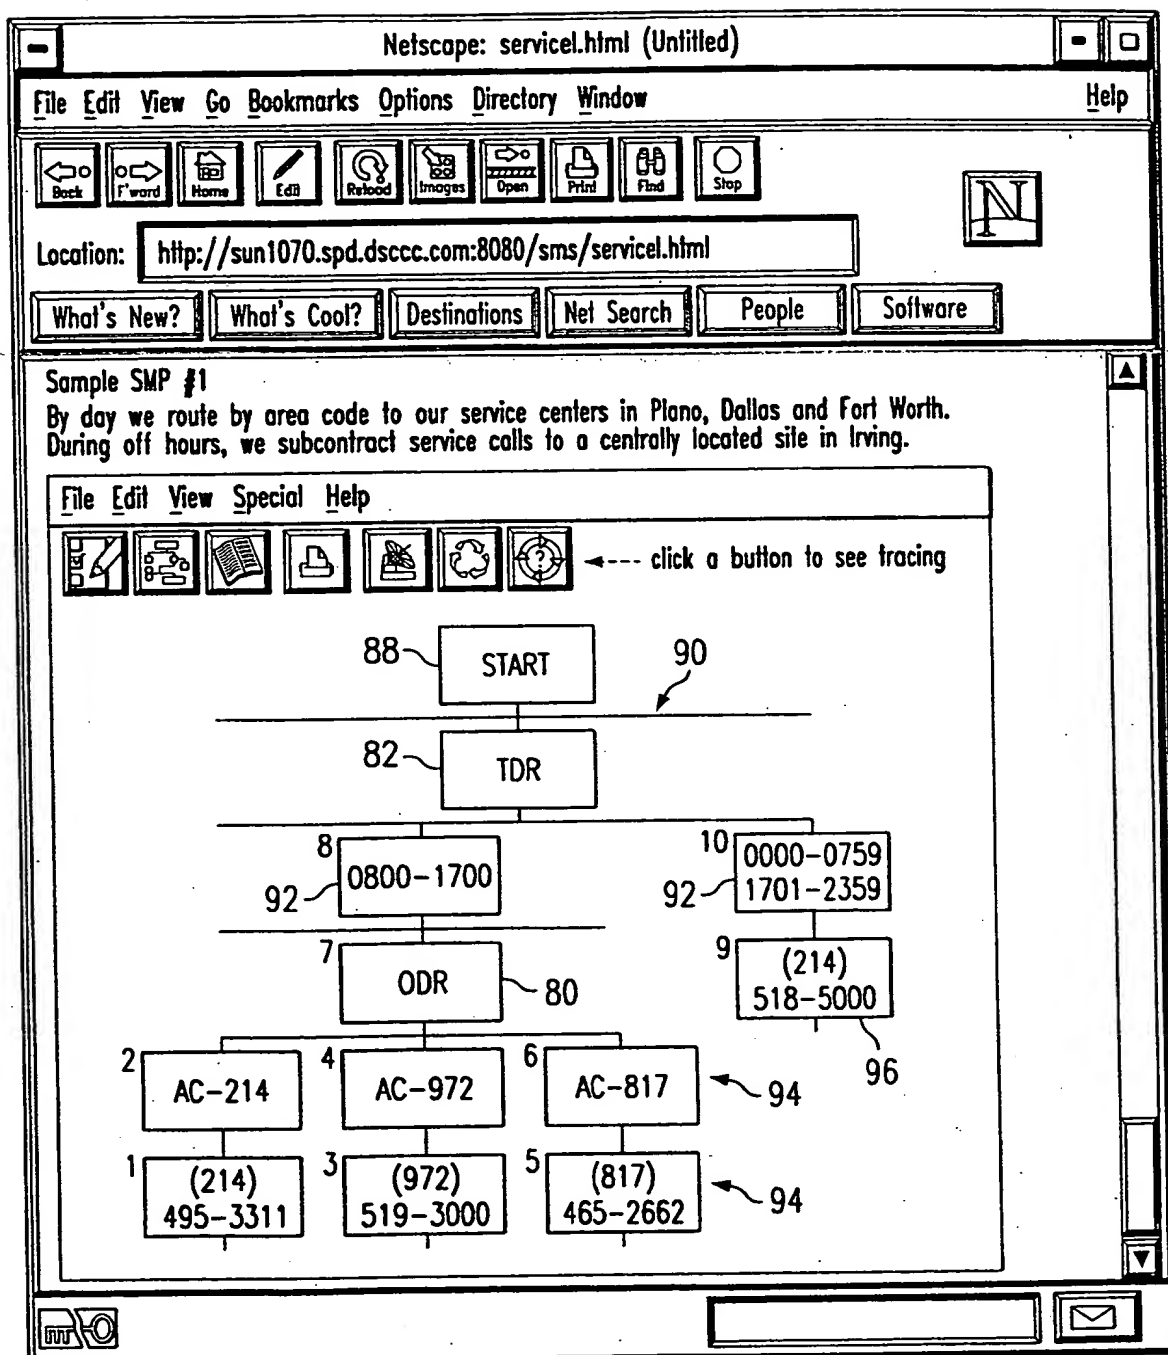 Netscape: servicel.html (Untitled)
File Edit View Go Bookmarks Options Directory Window Help
Back F'word Home Edit Reload Images Open Print Find Stop
N
Location: http://sun1070.spd.dsccc.com:8080/sms/servicel.html
What's New? What's Cool? Destinations Net Search People Software
Sample SMP #1
By day we route by area code to our service centers in Plano, Dallas and Fort Worth.
During off hours, we subcontract service calls to a centrally located site in Irving.
File Edit View Special Help
? click a button to see tracing
88 START 90
82 TDR
8 0800-1700 92
10 0000-0759
1701-2359 92
7 ODR 80
9 (214)
518-5000
96
2 AC-214 4 AC-972 6 AC-817 94
1 (214) 3 (972) 5 (817) 94
495-3311 519-3000 465-2662